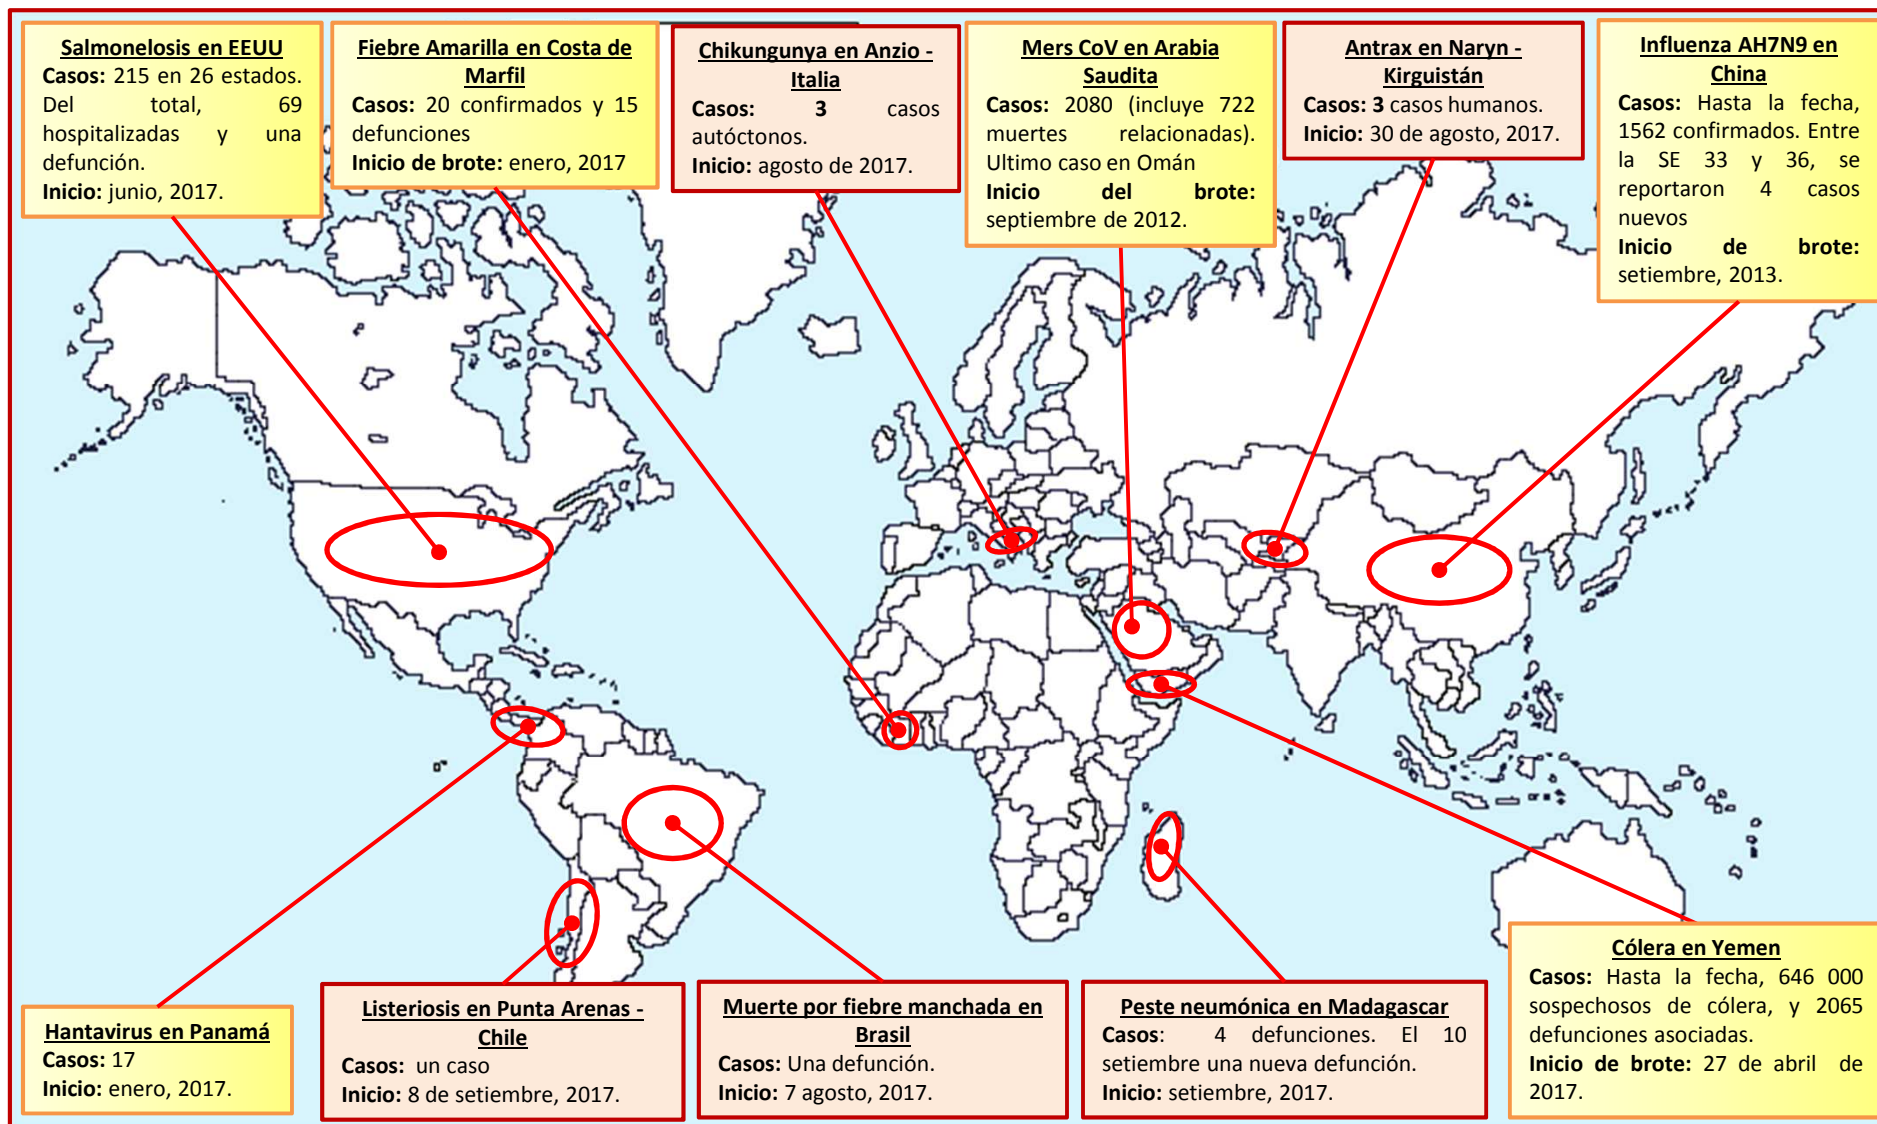 Salmonelosis en EEUU
Casos: 215 en 26 estados.
Del total, 69
hospitalizadas y una
defunción.
Inicio: junio, 2017.
Fiebre Amarilla en Costa de
Marfil
Casos: 20 confirmados y 15
defunciones
Inicio de brote: enero, 2017
Chikungunya en Anzio -
Italia
Casos: 3 casos
autóctonos.
Inicio: agosto de 2017.
Mers CoV en Arabia
Saudita
Casos: 2080 (incluye 722
muertes relacionadas).
Ultimo caso en Omán
Inicio del brote:
septiembre de 2012.
Antrax en Naryn -
Kirguistán
Casos: 3 casos humanos.
Inicio: 30 de agosto, 2017.
Influenza AH7N9 en
China
Casos: Hasta la fecha,
1562 confirmados. Entre
la SE 33 y 36, se
reportaron 4 casos
nuevos
Inicio de brote:
setiembre, 2013.
Hantavirus en Panamá
Casos: 17
Inicio: enero, 2017.
Listeriosis en Punta Arenas -
Chile
Casos: un caso
Inicio: 8 de setiembre, 2017.
Muerte por fiebre manchada en
Brasil
Casos: Una defunción.
Inicio: 7 agosto, 2017.
Peste neumónica en Madagascar
Casos: 4 defunciones. El 10
setiembre una nueva defunción.
Inicio: setiembre, 2017.
Cólera en Yemen
Casos: Hasta la fecha, 646 000
sospechosos de cólera, y 2065
defunciones asociadas.
Inicio de brote: 27 de abril de
2017.